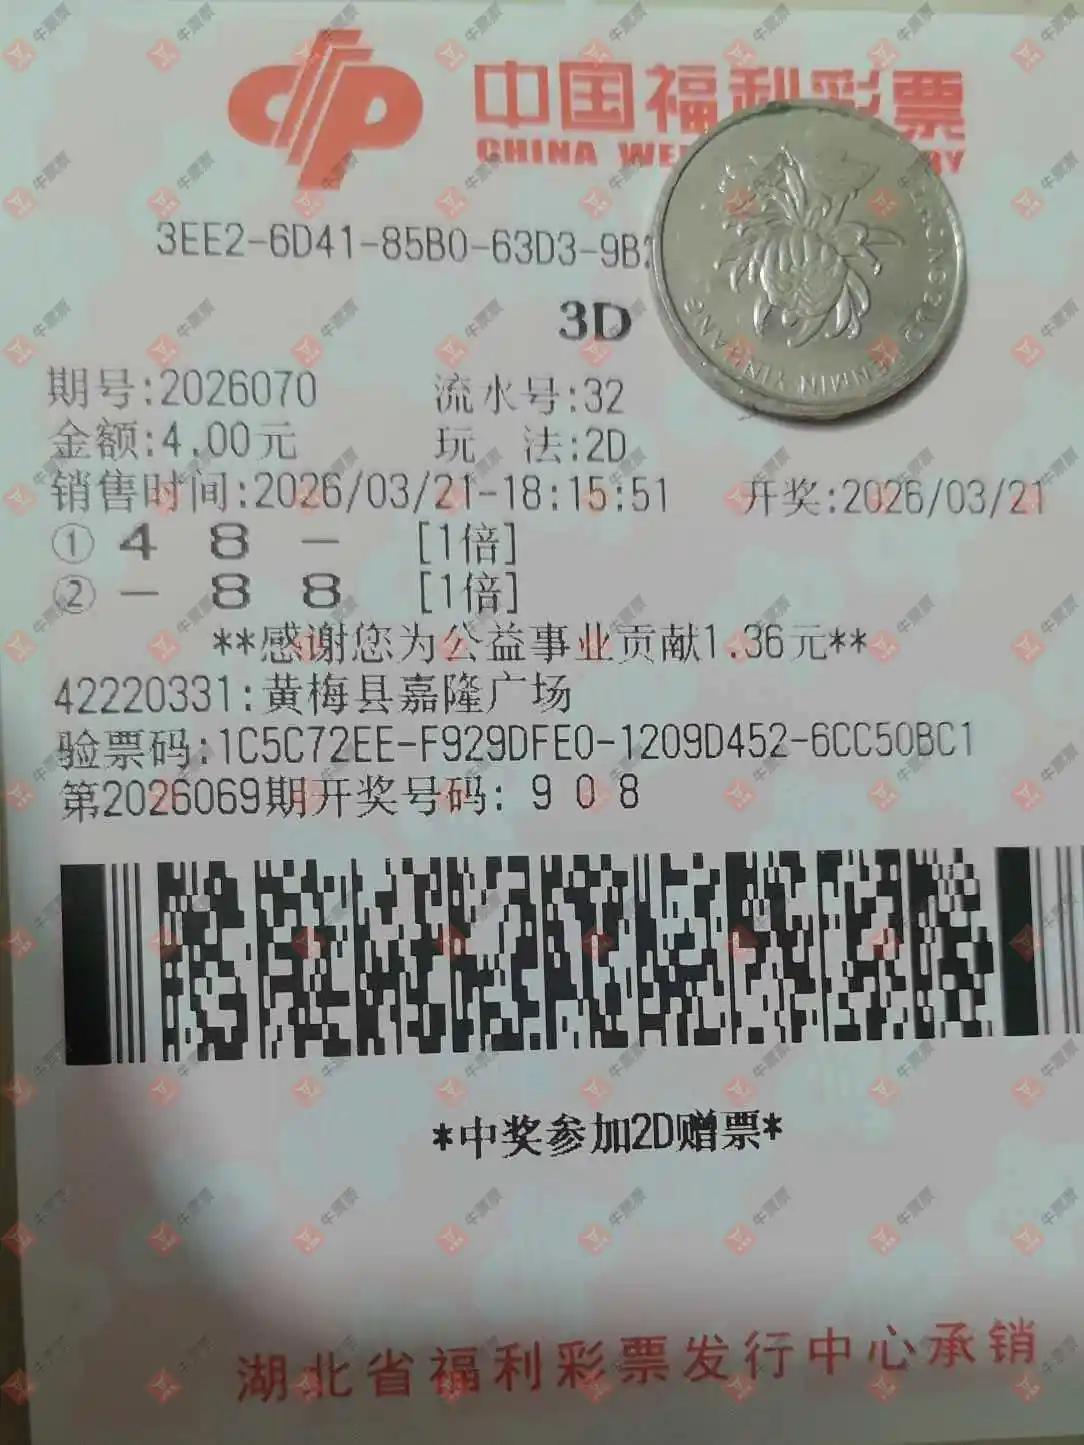 中国福利彩票
CHINA WE RY
3EE2-6D41-85B0-63D3-9B
3D
期号:2026070 流水号:32
金额:4.00元 玩 法:2D
销售时间:2026/03/21-18:15:51 开奖:2026/03/21
① 4 8 - [1倍]
② - 8 8 [1倍]
**感谢您为公益事业贡献1.36元**
42220331:黄梅县嘉隆广场
验票码:1C5C72EE-F929DFE0-1209D452-6CC50BC1
第2026069期开奖号码: 9 0 8
*中奖参加2D赠票*
湖北省福利彩票发行中心承销